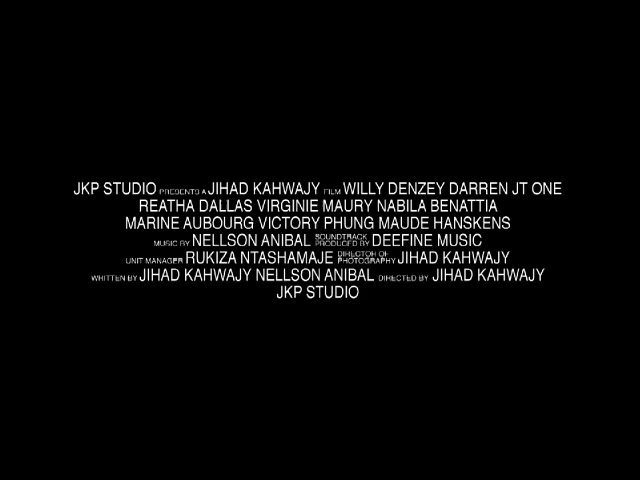 JKP STUDIO PRESENTS A JIHAD KAHWAJY FILM WILLY DENZEY DARREN JT ONE
REATHA DALLAS VIRGINIE MAURY NABILA BENATTIA
MARINE AUBOURG VICTORY PHUNG MAUDE HANSKENS
MUSIC BY NELLSON ANIBAL SOUNDTRACK PRODUCED BY DEEFINE MUSIC
UNIT MANAGER RUKIZA NTASHAMAJE DIRECTOR OF PHOTOGRAPHY JIHAD KAHWAJY
WRITTEN BY JIHAD KAHWAJY NELLSON ANIBAL DIRECTED BY JIHAD KAHWAJY
JKP STUDIO